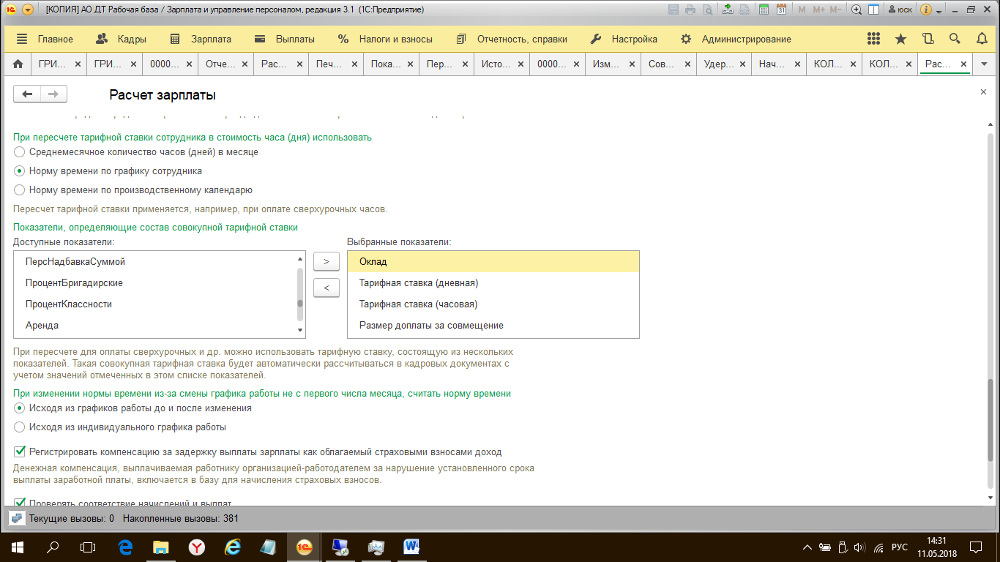 [КОПИЯ] АО ДТ Рабочая база / Зарплата и управление персоналом, редакция 3.1 (1С:Предприятие)
M M+ M- юск
Главное Кадры Зарплата Выплаты Налоги и взносы Отчетность, справки Настройка Администрирование
ГРИ... ГРИ... 0000... Отче... Рас... Печ... Пока... Пер... Исто... 0000... Изм... Сов... Удер... Нач... КОЛ... КОЛ... Рас...
Расчет зарплаты
При пересчете тарифной ставки сотрудника в стоимость часа (дня) использовать
Среднемесячное количество часов (дней) в месяце
Норму времени по графику сотрудника
Норму времени по производственному календарю
Пересчет тарифной ставки применяется, например, при оплате сверхурочных часов.
Показатели, определяющие состав совокупной тарифной ставки
Доступные показатели: Выбранные показатели:
ПерсНадбавкаСуммой > Оклад
ПроцентБригадирские < Тарифная ставка (дневная)
ПроцентКлассности Тарифная ставка (часовая)
Аренда Размер доплаты за совмещение
При пересчете для оплаты сверхурочных и др. можно использовать тарифную ставку, состоящую из нескольких
показателей. Такая совокупная тарифная ставка будет автоматически рассчитываться в кадровых документах с
учетом значений отмеченных в этом списке показателей.
При изменении нормы времени из-за смены графика работы не с первого числа месяца, считать норму времени
Исходя из графиков работы до и после изменения
Исходя из индивидуального графика работы
Регистрировать компенсацию за задержку выплаты зарплаты как облагаемый страховыми взносами доход
Денежная компенсация, выплачиваемая работнику организацией-работодателем за нарушение установленного срока
выплаты заработной платы, включается в базу для начисления страховых взносов.
Проверять соответствие начислений и выплат
Текущие вызовы: 0 Накопленные вызовы: 381
РУС 14:31
11.05.2018